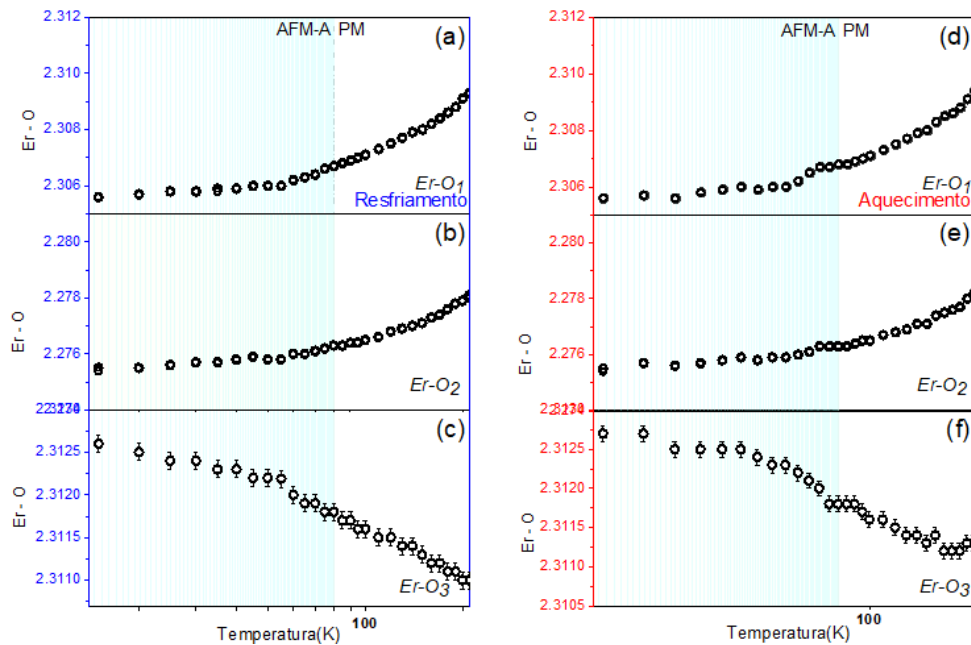 2.312
AFM-A PM
(a)
2.310
2.308
2.306
Er - O
Er-O1
Resfriamento
(b)
2.280
2.278
2.276
Er - O
Er-O2
(c)
2.3125
2.3120
2.3115
2.3110
Er - O
Er-O3
100
Temperatura(K)
2.312
AFM-A PM
(d)
2.310
2.308
2.306
Er - O
Er-O1
Aquecimento
(e)
2.280
2.278
2.276
Er - O
Er-O2
(f)
2.3125
2.3120
2.3115
2.3110
2.3105
Er - O
Er-O3
100
Temperatura(K)